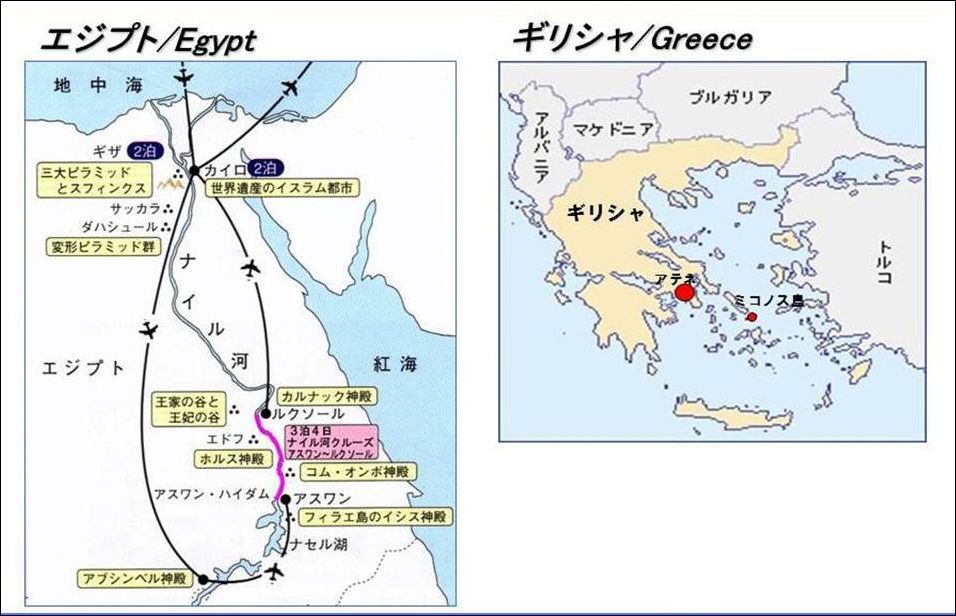 エジプト/Egypt
地中海
ギザ 2泊
三大ピラミッド
とスフィンクス
カイロ 2泊
世界遺産のイスラム都市
サッカラ
ダハシュール
変形ピラミッド群
ナイル河
エジプト
紅海
王家の谷と
王妃の谷
カルナック神殿
ルクソール
3泊4日
ナイル河クルーズ
アスワン～ルクソール
エドフ
ホルス神殿
コム・オンボ神殿
アスワン・ハイダム
アスワン
フィラエ島のイシス神殿
ナセル湖
アブシンベル神殿
ギリシャ/Greece
ブルガリア
マケドニア
アルバニア
ギリシャ
トルコ
アテネ
ミコノス島